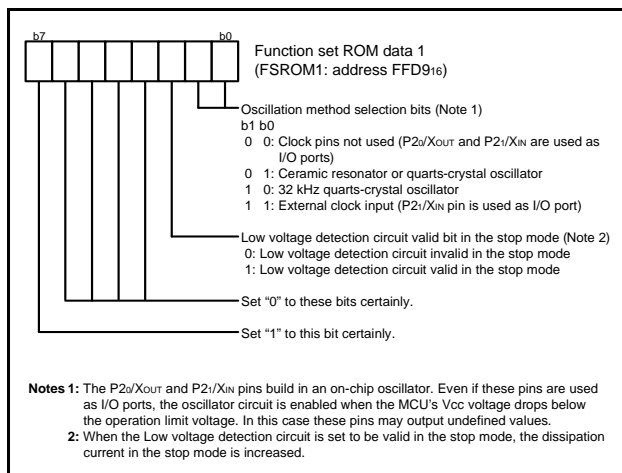 b7 b0
Function set ROM data 1
(FSROM1: address FFD9₁₆)
Oscillation method selection bits (Note 1)
b1 b0
0 0: Clock pins not used (P2₀/XOUT and P2₁/XIN are used as
I/O ports)
0 1: Ceramic resonator or quarts-crystal oscillator
1 0: 32 kHz quarts-crystal oscillator
1 1: External clock input (P2₁/XIN pin is used as I/O port)
Low voltage detection circuit valid bit in the stop mode (Note 2)
0: Low voltage detection circuit invalid in the stop mode
1: Low voltage detection circuit valid in the stop mode
Set “0” to these bits certainly.
Set “1” to this bit certainly.
Notes 1: The P2₀/XOUT and P2₁/XIN pins build in an on-chip oscillator. Even if these pins are used
as I/O ports, the oscillator circuit is enabled when the MCU's Vcc voltage drops below
the operation limit voltage. In this case these pins may output undefined values.
2: When the Low voltage detection circuit is set to be valid in the stop mode, the dissipation
current in the stop mode is increased.